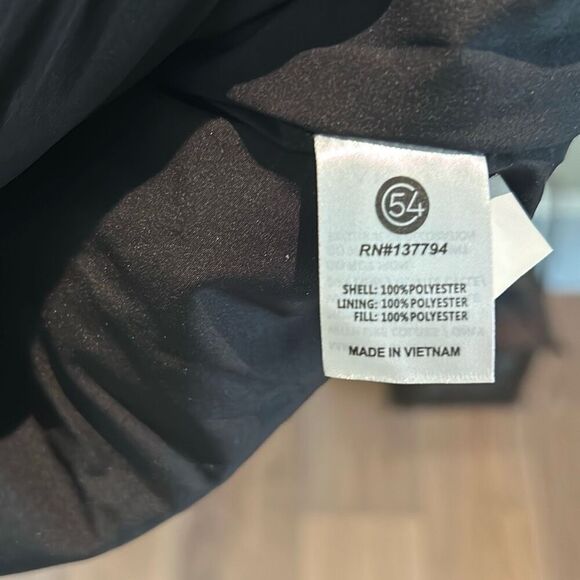 54
RN#137794
SHELL: 100%POLYESTER
LINING: 100% POLYESTER
FILL: 100% POLYESTER
MADE IN VIETNAM